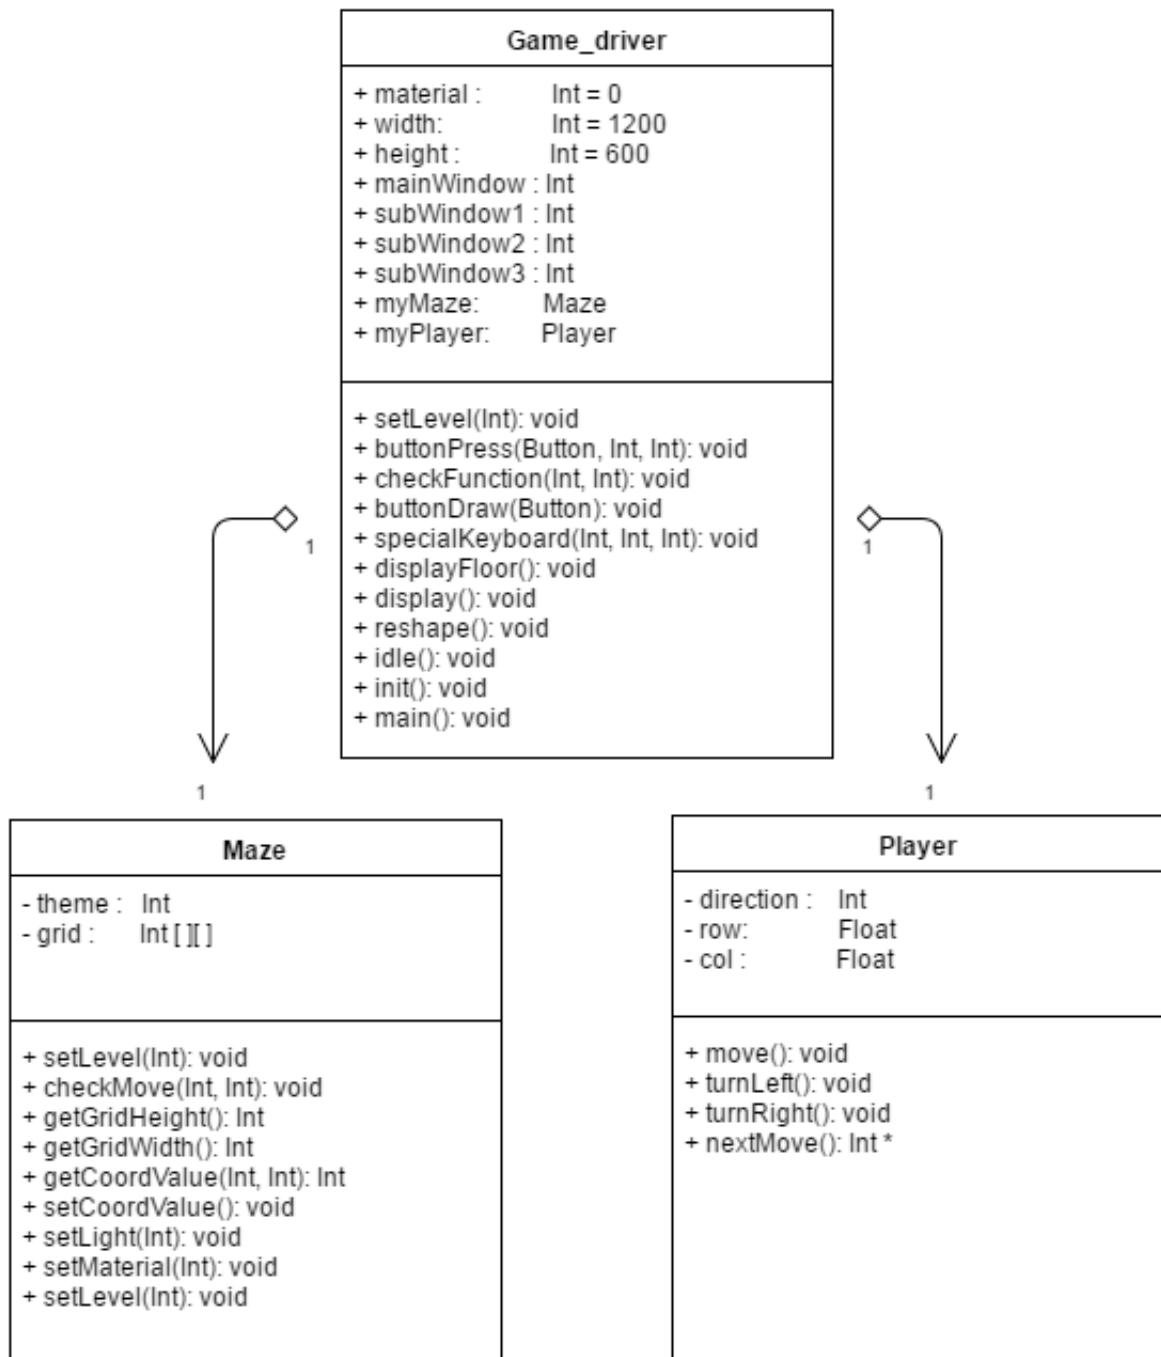 Game_driver
+ material : Int = 0
+ width: Int = 1200
+ height : Int = 600
+ mainWindow : Int
+ subWindow1 : Int
+ subWindow2 : Int
+ subWindow3 : Int
+ myMaze: Maze
+ myPlayer: Player
+ setLevel(Int): void
+ buttonPress(Button, Int, Int): void
+ checkFunction(Int, Int): void
+ buttonDraw(Button): void
+ specialKeyboard(Int, Int, Int): void
+ displayFloor(): void
+ display(): void
+ reshape(): void
+ idle(): void
+ init(): void
+ main(): void
1
1
1
1
Maze
- theme : Int
- grid : Int [ ][ ]
+ setLevel(Int): void
+ checkMove(Int, Int): void
+ getGridHeight(): Int
+ getGridWidth(): Int
+ getCoordValue(Int, Int): Int
+ setCoordValue(): void
+ setLight(Int): void
+ setMaterial(Int): void
+ setLevel(Int): void
Player
- direction : Int
- row: Float
- col : Float
+ move(): void
+ turnLeft(): void
+ turnRight(): void
+ nextMove(): Int *